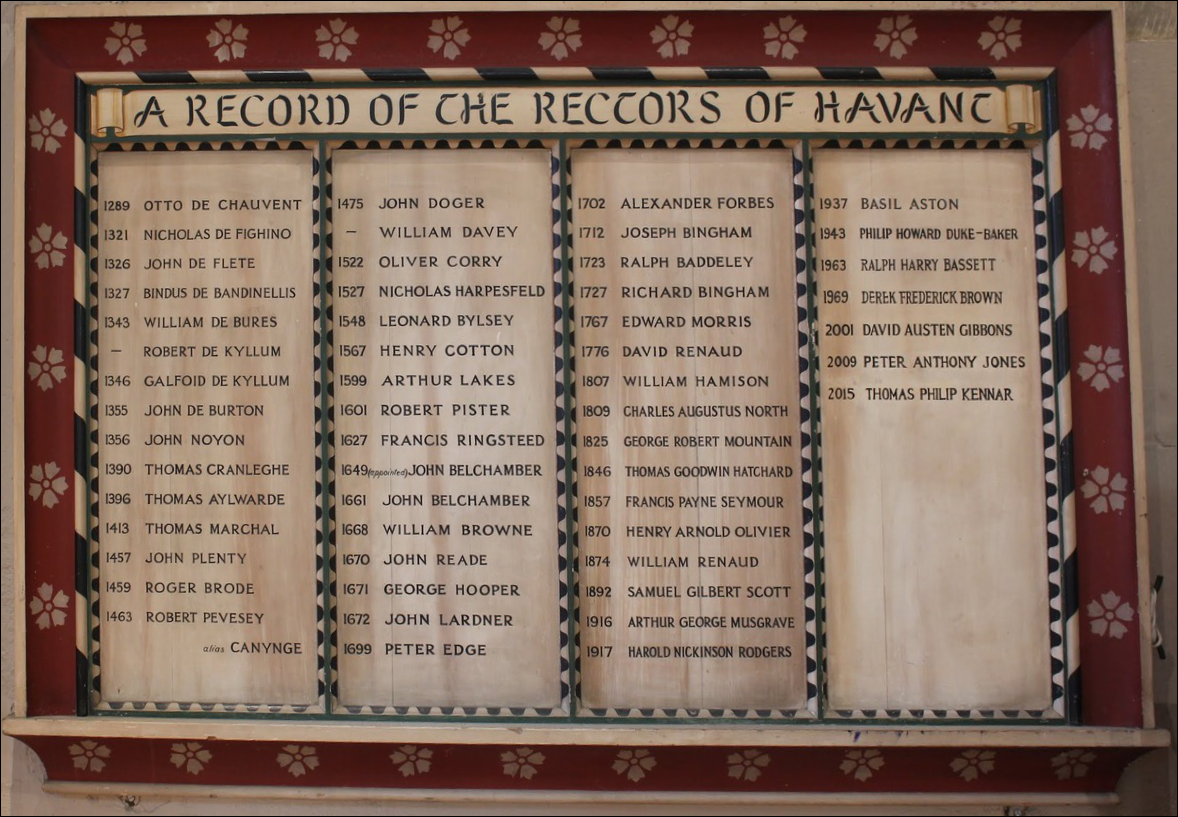 A RECORD OF THE RECTORS OF HAVANT
1289 OTTO DE CHAUVENT
1321 NICHOLAS DE FIGHINO
1326 JOHN DE FLETE
1327 BINDUS DE BANDINELLIS
1343 WILLIAM DE BURES
– ROBERT DE KYLLUM
1346 GALFOID DE KYLLUM
1355 JOHN DE BURTON
1356 JOHN NOYON
1390 THOMAS CRANLEGHE
1396 THOMAS AYLWARDE
1413 THOMAS MARCHAL
1457 JOHN PLENTY
1459 ROGER BRODE
1463 ROBERT PEVESEY
alias CANYNGE
1475 JOHN DOGER
– WILLIAM DAVEY
1522 OLIVER CORRY
1527 NICHOLAS HARPESFELD
1548 LEONARD BYLSEY
1567 HENRY COTTON
1599 ARTHUR LAKES
1601 ROBERT PISTER
1627 FRANCIS RINGSTEED
1649 (appointed) JOHN BELCHAMBER
1661 JOHN BELCHAMBER
1668 WILLIAM BROWNE
1670 JOHN READE
1671 GEORGE HOOPER
1672 JOHN LARDNER
1699 PETER EDGE
1702 ALEXANDER FORBES
1712 JOSEPH BINGHAM
1723 RALPH BADDELEY
1727 RICHARD BINGHAM
1767 EDWARD MORRIS
1776 DAVID RENAUD
1807 WILLIAM HAMISON
1809 CHARLES AUGUSTUS NORTH
1825 GEORGE ROBERT MOUNTAIN
1846 THOMAS GOODWIN HATCHARD
1857 FRANCIS PAYNE SEYMOUR
1870 HENRY ARNOLD OLIVIER
1874 WILLIAM RENAUD
1892 SAMUEL GILBERT SCOTT
1916 ARTHUR GEORGE MUSGRAVE
1917 HAROLD NICKINSON RODGERS
1937 BASIL ASTON
1943 PHILIP HOWARD DUKE-BAKER
1963 RALPH HARRY BASSETT
1969 DEREK FREDERICK BROWN
2001 DAVID AUSTEN GIBBONS
2009 PETER ANTHONY JONES
2015 THOMAS PHILIP KENNAR